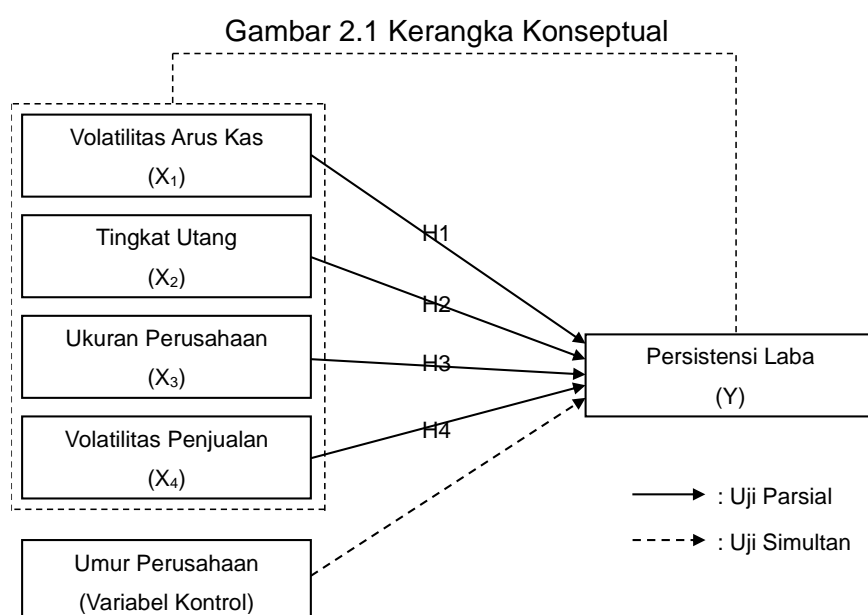 Gambar 2.1 Kerangka Konseptual
Volatilitas Arus Kas
(X₁)
Tingkat Utang
(X₂)
Ukuran Perusahaan
(X₃)
Volatilitas Penjualan
(X₄)
Umur Perusahaan
(Variabel Kontrol)
H1
H2
H3
H4
Persistensi Laba
(Y)
: Uji Parsial
: Uji Simultan